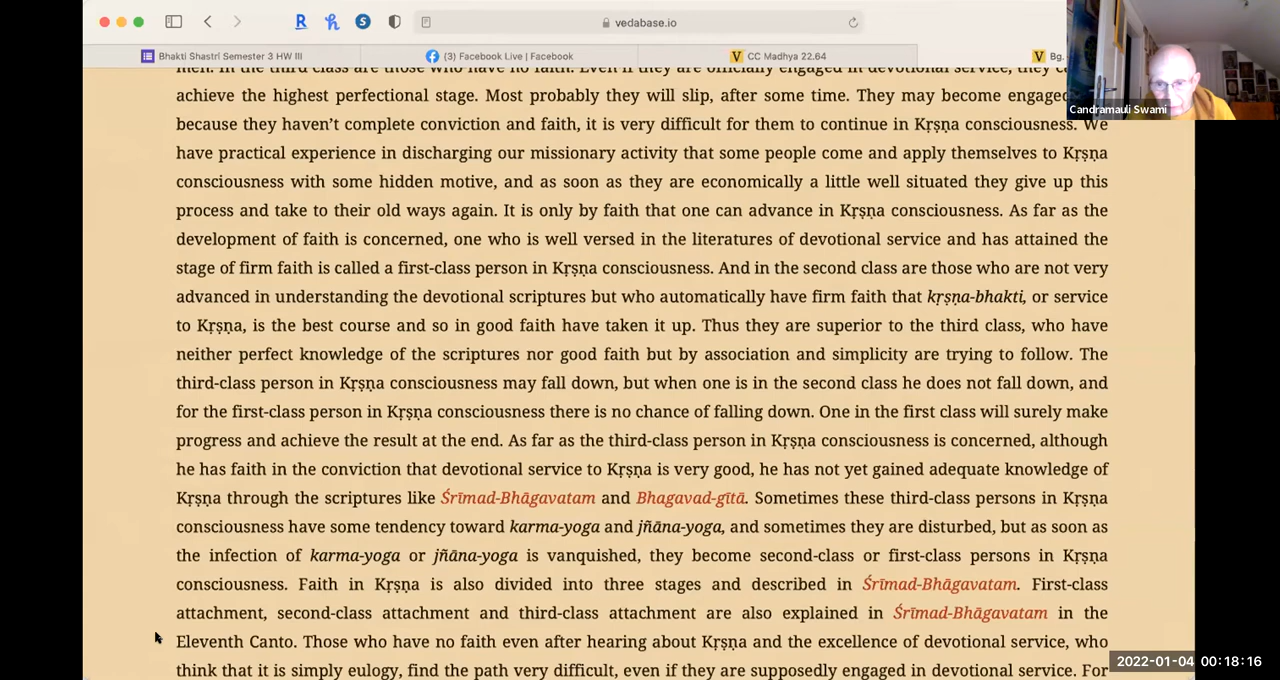 vedabase.io
Bhakti Shastri Semester 3 HW III
(3) Facebook Live | Facebook
CC Madhya 22.64
Bg.
Candramauli Swami
men. In the third class are those who have no faith. Even if they are officially engaged in devotional service, they
achieve the highest perfectional stage. Most probably they will slip, after some time. They may become engaged
because they haven't complete conviction and faith, it is very difficult for them to continue in Kṛṣṇa consciousness. We
have practical experience in discharging our missionary activity that some people come and apply themselves to Kṛṣṇa
consciousness with some hidden motive, and as soon as they are economically a little well situated they give up this
process and take to their old ways again. It is only by faith that one can advance in Kṛṣṇa consciousness. As far as the
development of faith is concerned, one who is well versed in the literatures of devotional service and has attained the
stage of firm faith is called a first-class person in Kṛṣṇa consciousness. And in the second class are those who are not very
advanced in understanding the devotional scriptures but who automatically have firm faith that kṛṣṇa-bhakti, or service
to Kṛṣṇa, is the best course and so in good faith have taken it up. Thus they are superior to the third class, who have
neither perfect knowledge of the scriptures nor good faith but by association and simplicity are trying to follow. The
third-class person in Kṛṣṇa consciousness may fall down, but when one is in the second class he does not fall down, and
for the first-class person in Kṛṣṇa consciousness there is no chance of falling down. One in the first class will surely make
progress and achieve the result at the end. As far as the third-class person in Kṛṣṇa consciousness is concerned, although
he has faith in the conviction that devotional service to Kṛṣṇa is very good, he has not yet gained adequate knowledge of
Kṛṣṇa through the scriptures like Śrīmad-Bhāgavatam and Bhagavad-gītā. Sometimes these third-class persons in Kṛṣṇa
consciousness have some tendency toward karma-yoga and jñāna-yoga, and sometimes they are disturbed, but as soon as
the infection of karma-yoga or jñāna-yoga is vanquished, they become second-class or first-class persons in Kṛṣṇa
consciousness. Faith in Kṛṣṇa is also divided into three stages and described in Śrīmad-Bhāgavatam. First-class
attachment, second-class attachment and third-class attachment are also explained in Śrīmad-Bhāgavatam in the
Eleventh Canto. Those who have no faith even after hearing about Kṛṣṇa and the excellence of devotional service, who
think that it is simply eulogy, find the path very difficult, even if they are supposedly engaged in devotional service. For
2022-01-04 00:18:16